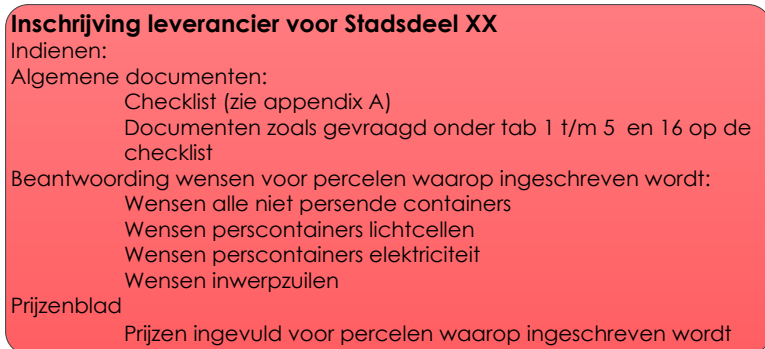 Inschrijving leverancier voor Stadsdeel XX
Indienen:
Algemene documenten:
Checklist (zie appendix A)
Documenten zoals gevraagd onder tab 1 t/m 5 en 16 op de
checklist
Beantwoording wensen voor percelen waarop ingeschreven wordt:
Wensen alle niet persende containers
Wensen perscontainers lichtcellen
Wensen perscontainers elektriciteit
Wensen inwerpzuilen
Prijzenblad
Prijzen ingevuld voor percelen waarop ingeschreven wordt